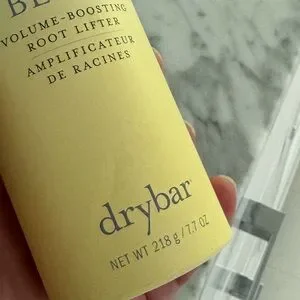 VOLUME-BOOSTING
ROOT LIFTER
AMPLIFICATEUR
DE RACINES
drybar®
NET WT 218 g / 7.7 OZ